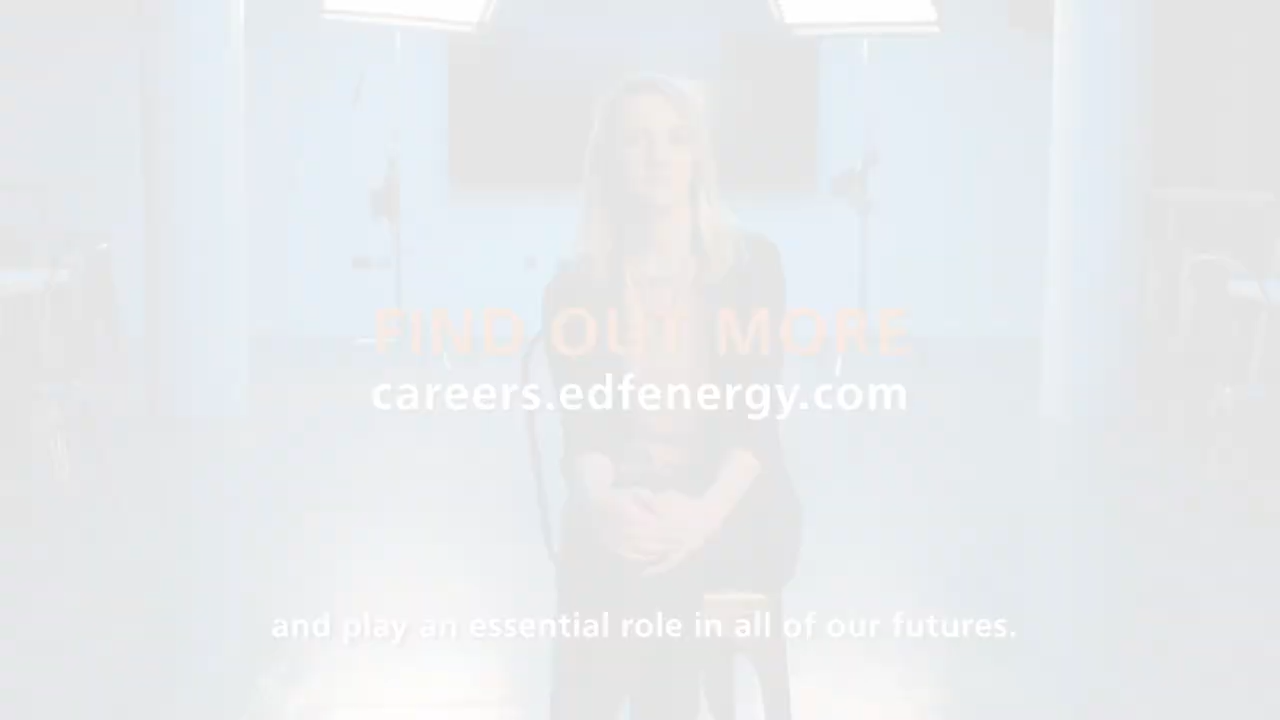 FIND OUT MORE
careers.edfenergy.com
and play an essential role in all of our futures.